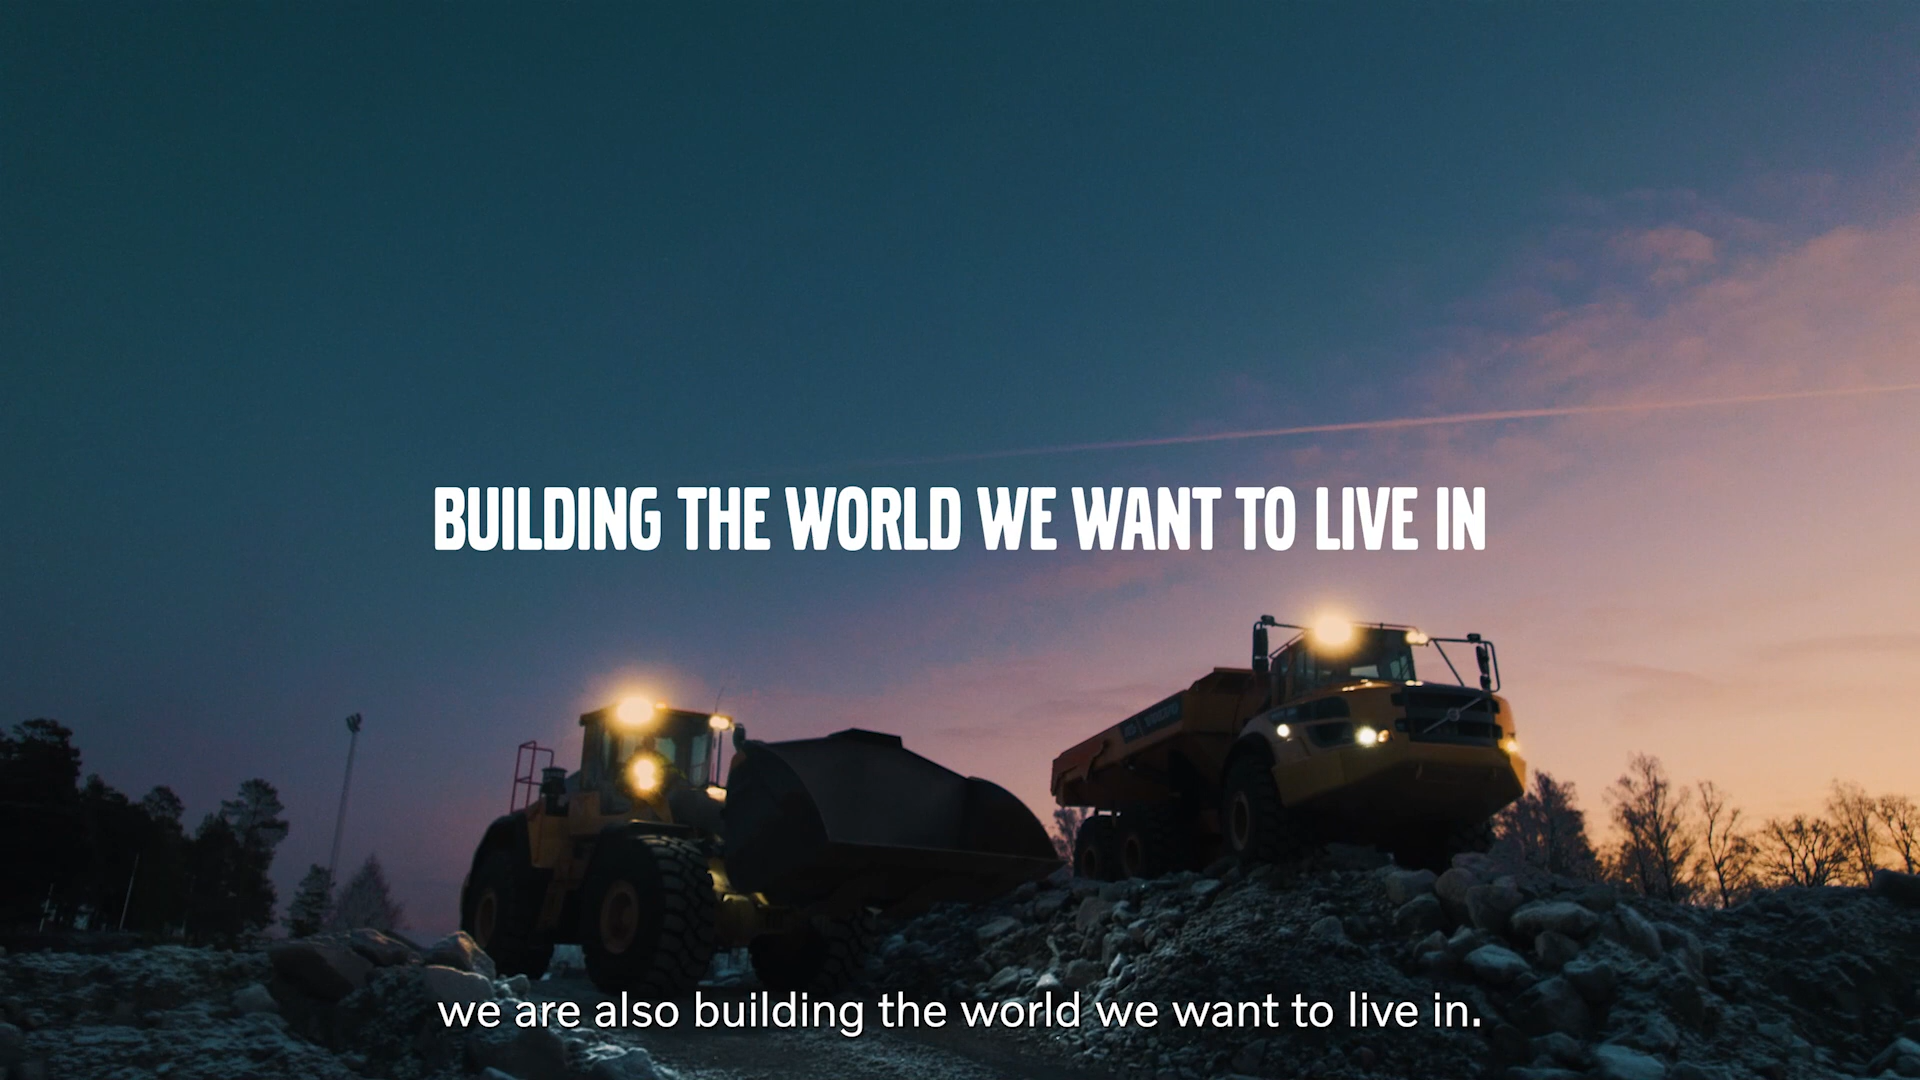 BUILDING THE WORLD WE WANT TO LIVE IN
we are also building the world we want to live in.